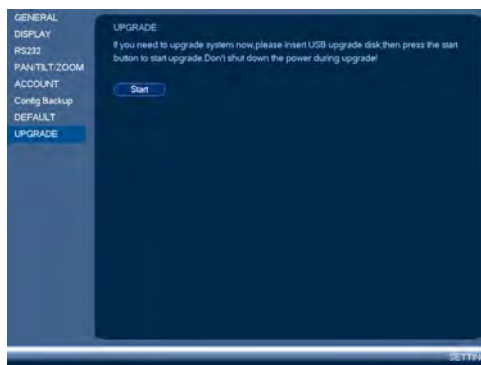 GENERAL
DISPLAY
RS232
PAN/TILT/ZOOM
ACCOUNT
Config Backup
DEFAULT
UPGRADE
UPGRADE
If you need to upgrade system now,please insert USB upgrade disk,then press the start
button to start upgrade.Don't shut down the power during upgrade!
Start
SETTIN